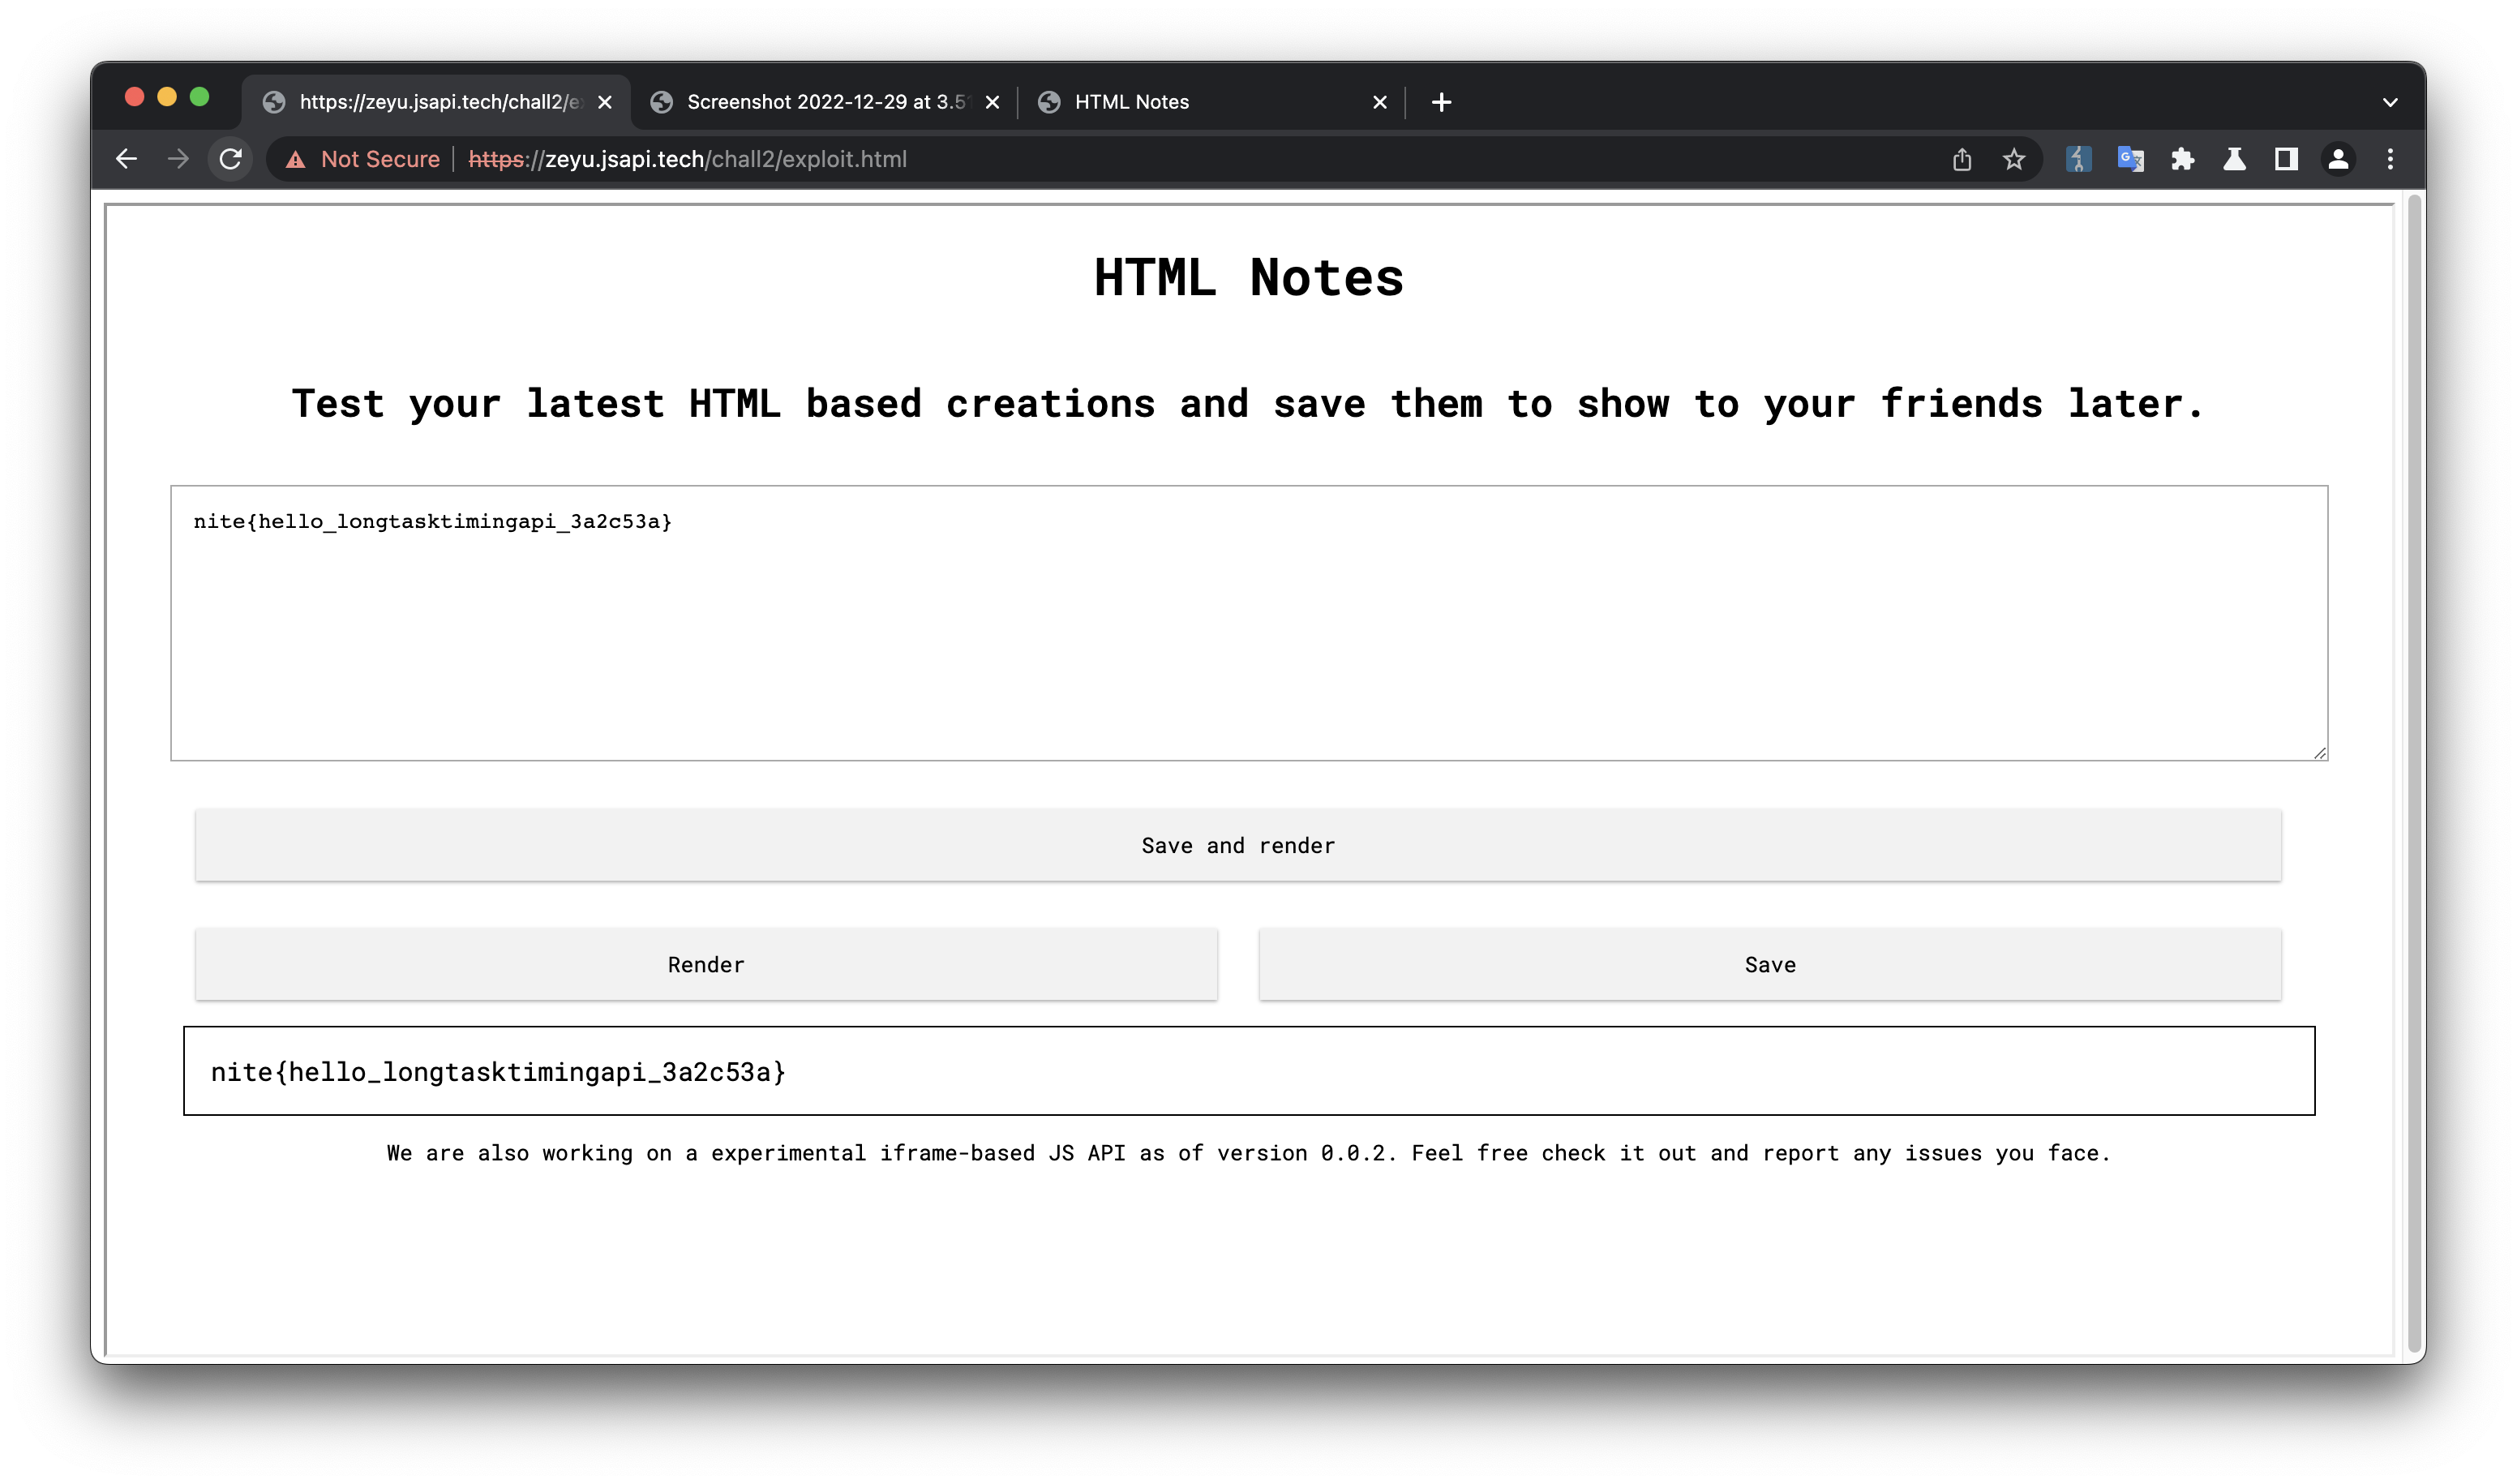 https://zeyu.jsapi.tech/chall2/e
Screenshot 2022-12-29 at 3.5
HTML Notes
Not Secure https://zeyu.jsapi.tech/chall2/exploit.html
HTML Notes
Test your latest HTML based creations and save them to show to your friends later.
nite{hello_longtasktimingapi_3a2c53a}
Save and render
Render Save
nite{hello_longtasktimingapi_3a2c53a}
We are also working on a experimental iframe-based JS API as of version 0.0.2. Feel free check it out and report any issues you face.